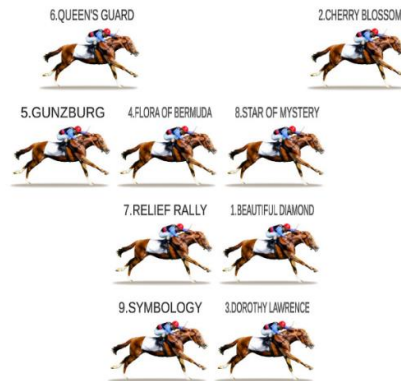 6.QUEEN'S GUARD
2.CHERRY BLOSSOM
5.GUNZBURG
4.FLORA OF BERMUDA
8.STAR OF MYSTERY
7.RELIEF RALLY
1.BEAUTIFUL DIAMOND
9.SYMBOLOGY
3.DOROTHY LAWRENCE